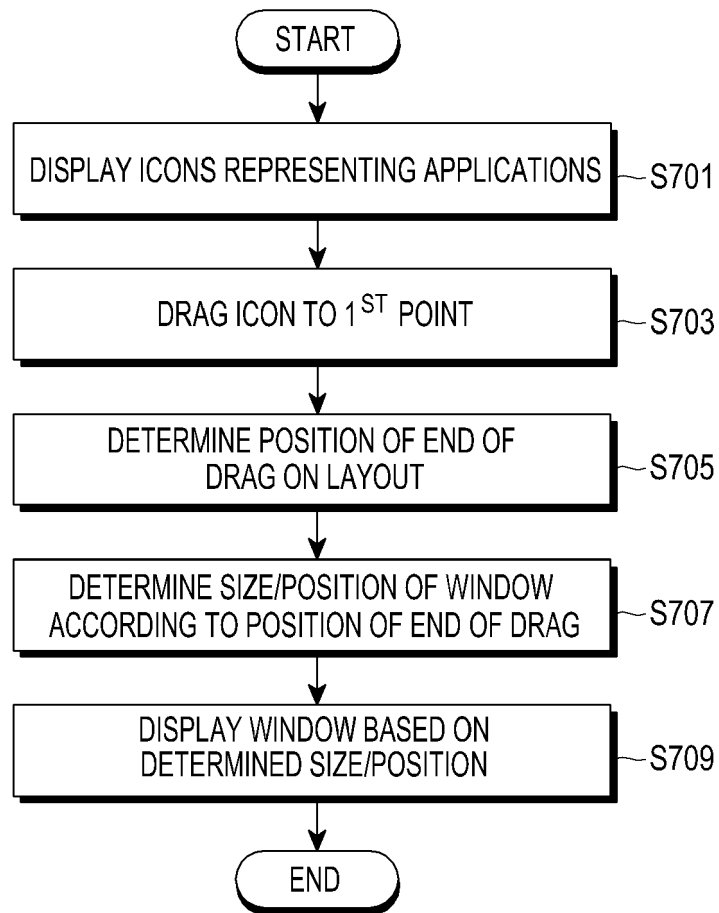 START
DISPLAY ICONS REPRESENTING APPLICATIONS
S701
DRAG ICON TO 1ST POINT
S703
DETERMINE POSITION OF END OF
DRAG ON LAYOUT
S705
DETERMINE SIZE/POSITION OF WINDOW
ACCORDING TO POSITION OF END OF DRAG
S707
DISPLAY WINDOW BASED ON
DETERMINED SIZE/POSITION
S709
END